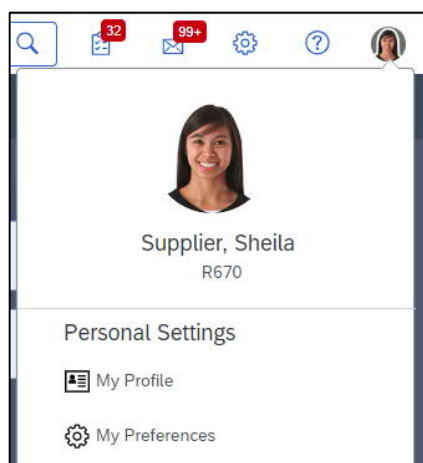 32 99+
Supplier, Sheila
R670
Personal Settings
My Profile
My Preferences